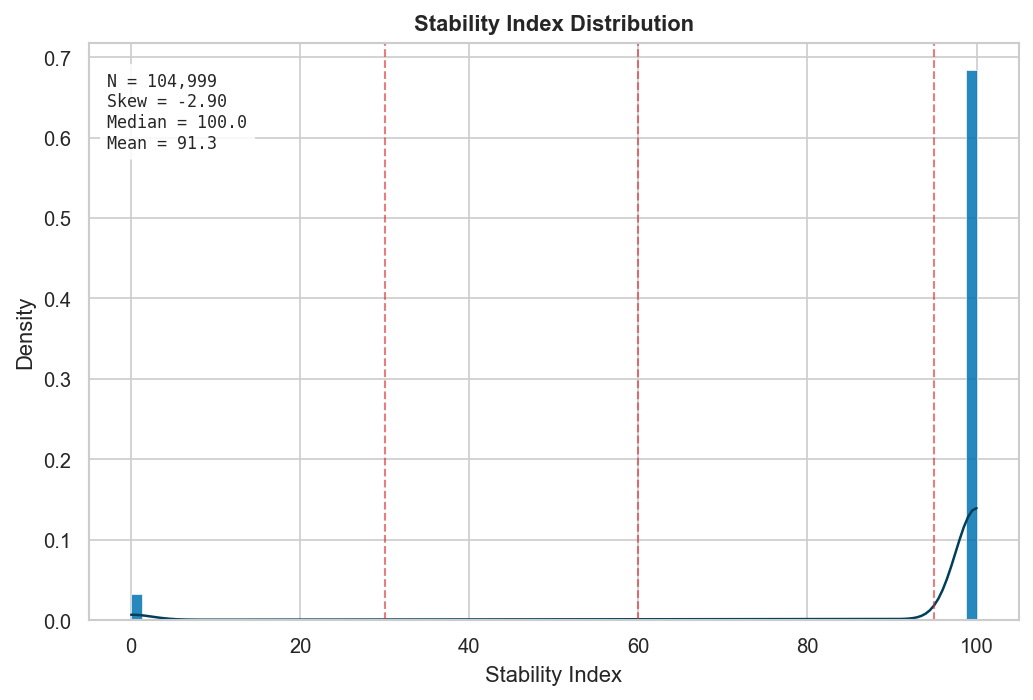 Stability Index Distribution
N = 104,999
Skew = -2.90
Median = 100.0
Mean = 91.3
0.7
0.6
0.5
0.4
0.3
0.2
0.1
0.0
Density
0 20 40 60 80 100
Stability Index